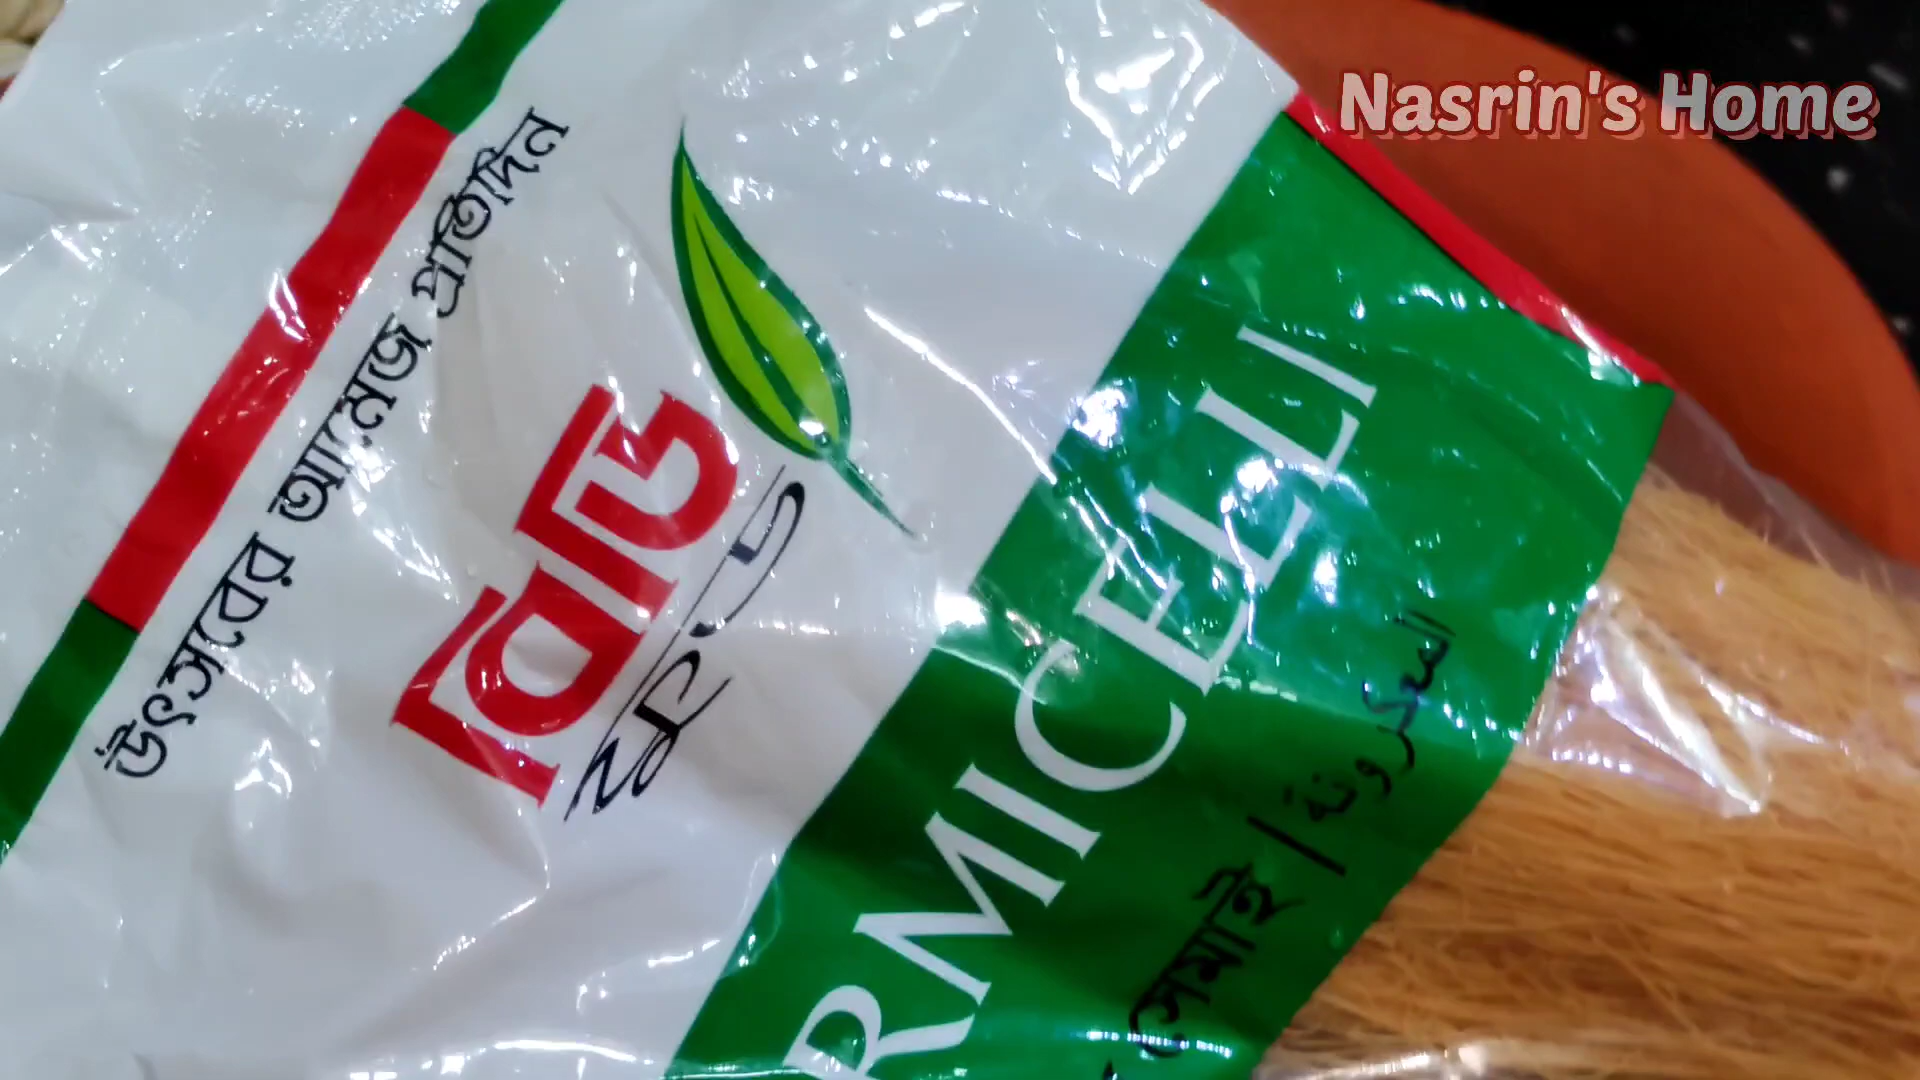 Nasrin's Home
উৎসবের আমেজ প্রতিদিন
বিডি
ফুড
RMICELLI
সেমাই |